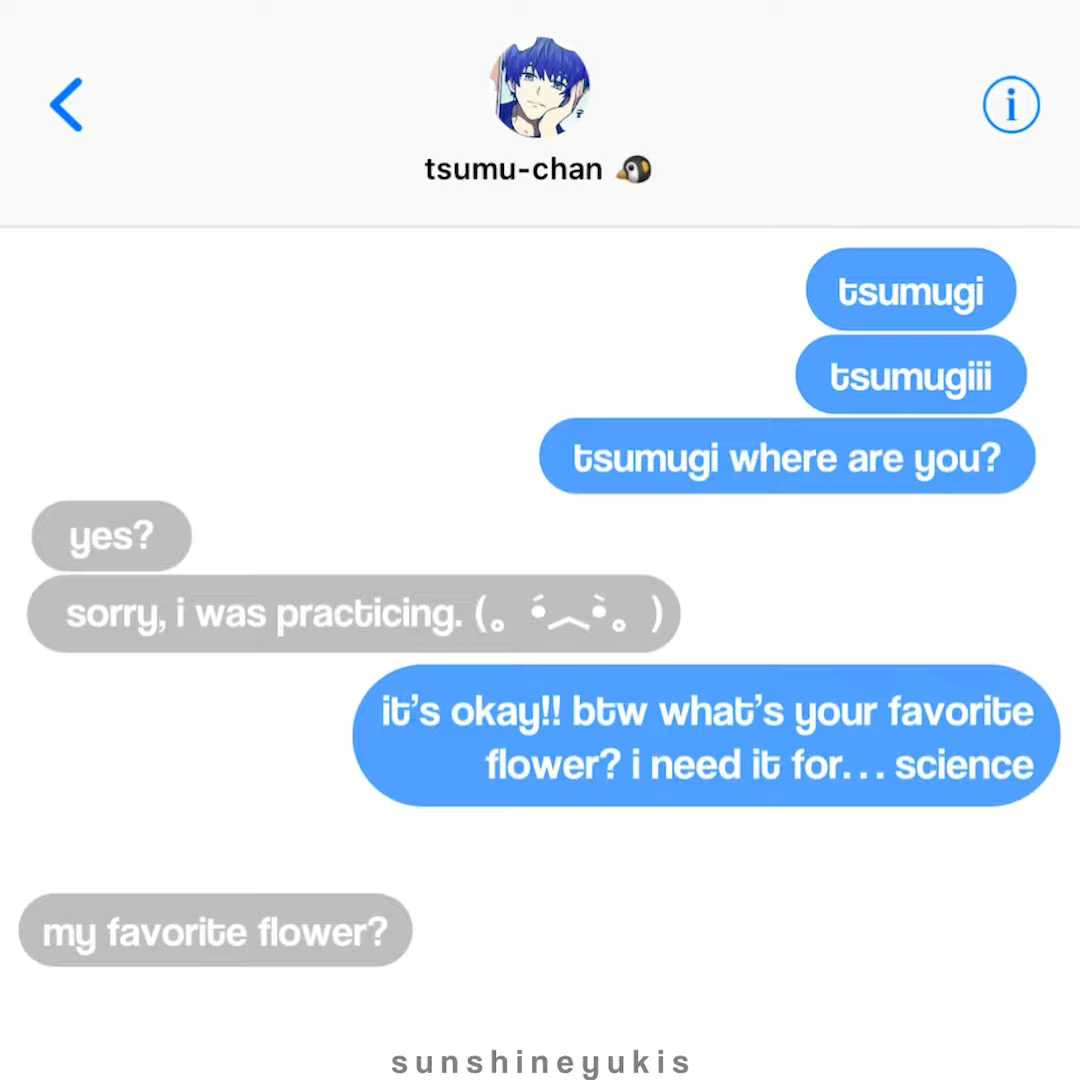 tsumu-chan 🐧
tsumugi
tsumugiii
tsumugi where are you?
yes?
sorry, i was practicing. (｡ •́︿•̀｡ )
it's okay!! btw what's your favorite
flower? i need it for... science
my favorite flower?
sunshineyukis